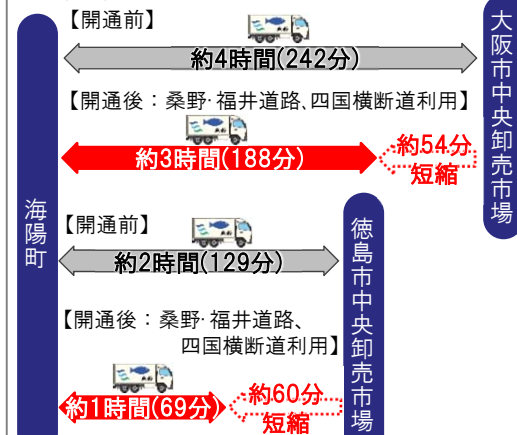 【開通前】
約4時間(242分)
【開通後：桑野･福井道路、四国横断道利用】
約3時間(188分)
約54分
短縮
大阪市中央卸売市場
海陽町
【開通前】
約2時間(129分)
【開通後：桑野･福井道路、
四国横断道利用】
約1時間(69分)
約60分
短縮
徳島市中央卸売市場